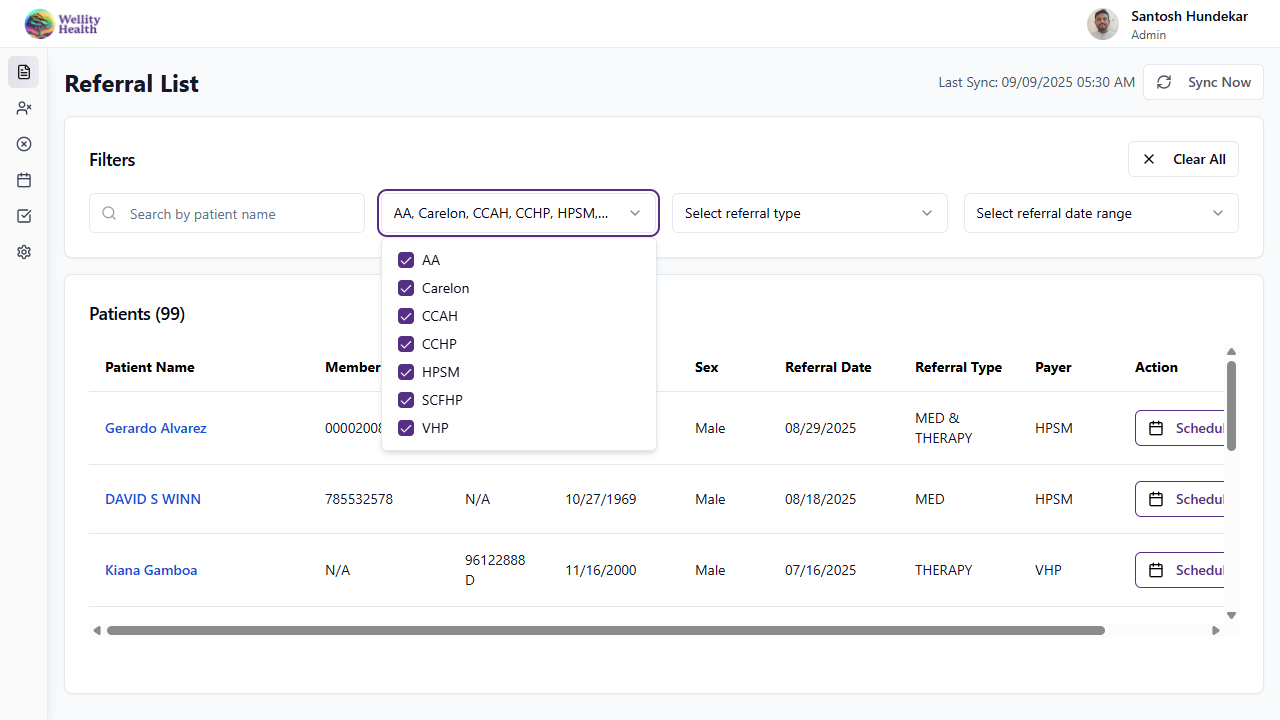 Wellity
Health
Santosh Hundekar
Admin
Referral List
Last Sync: 09/09/2025 05:30 AM
Sync Now
Filters
Clear All
Search by patient name
AA, Carelon, CCAH, CCHP, HPSM,...
Select referral type
Select referral date range
AA
Carelon
CCAH
CCHP
HPSM
SCFHP
VHP
Patients (99)
Patient Name Member Sex Referral Date Referral Type Payer Action
Gerardo Alvarez 00002008 Male 08/29/2025 MED & THERAPY HPSM Schedul
DAVID S WINN 785532578 N/A 10/27/1969 Male 08/18/2025 MED HPSM Schedul
Kiana Gamboa N/A 96122888D 11/16/2000 Male 07/16/2025 THERAPY VHP Schedul